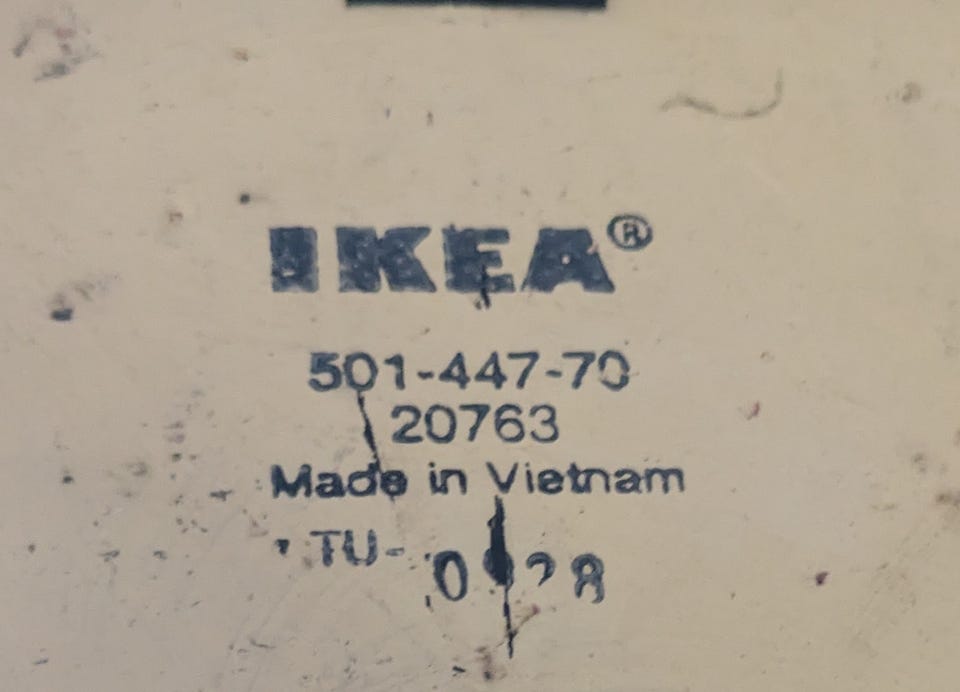 IKEA®
501-447-70
20763
Made in Vietnam
TU-